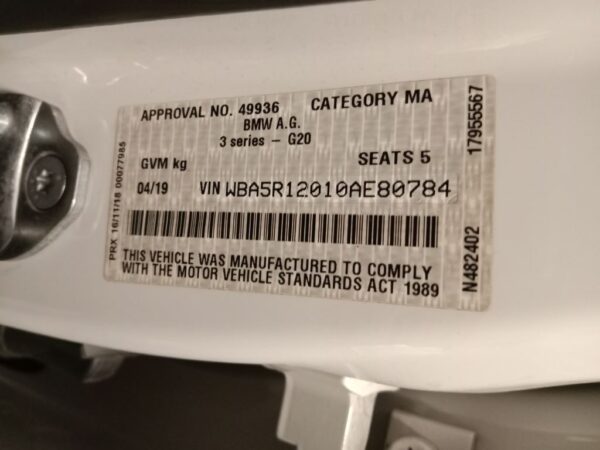 APPROVAL NO. 49936 CATEGORY MA
BMW A.G.
3 series – G20
GVM kg SEATS 5
04/19 VIN WBA5R12010AE80784
THIS VEHICLE WAS MANUFACTURED TO COMPLY
WITH THE MOTOR VEHICLE STANDARDS ACT 1989
PRX 16/11/18 00077985
N482402 17955567